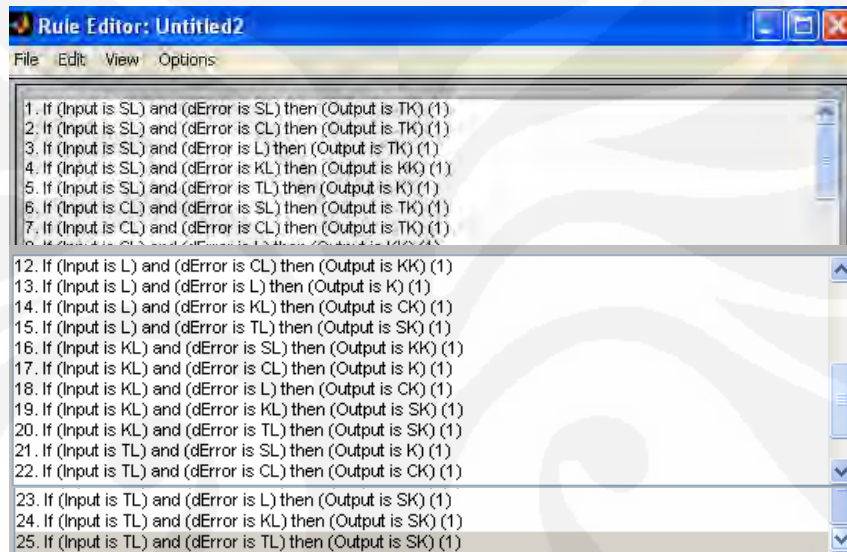 Rule Editor: Untitled2
File Edit View Options
1. If (Input is SL) and (dError is SL) then (Output is TK) (1)
2. If (Input is SL) and (dError is CL) then (Output is TK) (1)
3. If (Input is SL) and (dError is L) then (Output is TK) (1)
4. If (Input is SL) and (dError is KL) then (Output is KK) (1)
5. If (Input is SL) and (dError is TL) then (Output is K) (1)
6. If (Input is CL) and (dError is SL) then (Output is TK) (1)
7. If (Input is CL) and (dError is CL) then (Output is TK) (1)
12. If (Input is L) and (dError is CL) then (Output is KK) (1)
13. If (Input is L) and (dError is L) then (Output is K) (1)
14. If (Input is L) and (dError is KL) then (Output is CK) (1)
15. If (Input is L) and (dError is TL) then (Output is SK) (1)
16. If (Input is KL) and (dError is SL) then (Output is KK) (1)
17. If (Input is KL) and (dError is CL) then (Output is K) (1)
18. If (Input is KL) and (dError is L) then (Output is CK) (1)
19. If (Input is KL) and (dError is KL) then (Output is SK) (1)
20. If (Input is KL) and (dError is TL) then (Output is SK) (1)
21. If (Input is TL) and (dError is SL) then (Output is K) (1)
22. If (Input is TL) and (dError is CL) then (Output is CK) (1)
23. If (Input is TL) and (dError is L) then (Output is SK) (1)
24. If (Input is TL) and (dError is KL) then (Output is SK) (1)
25. If (Input is TL) and (dError is TL) then (Output is SK) (1)